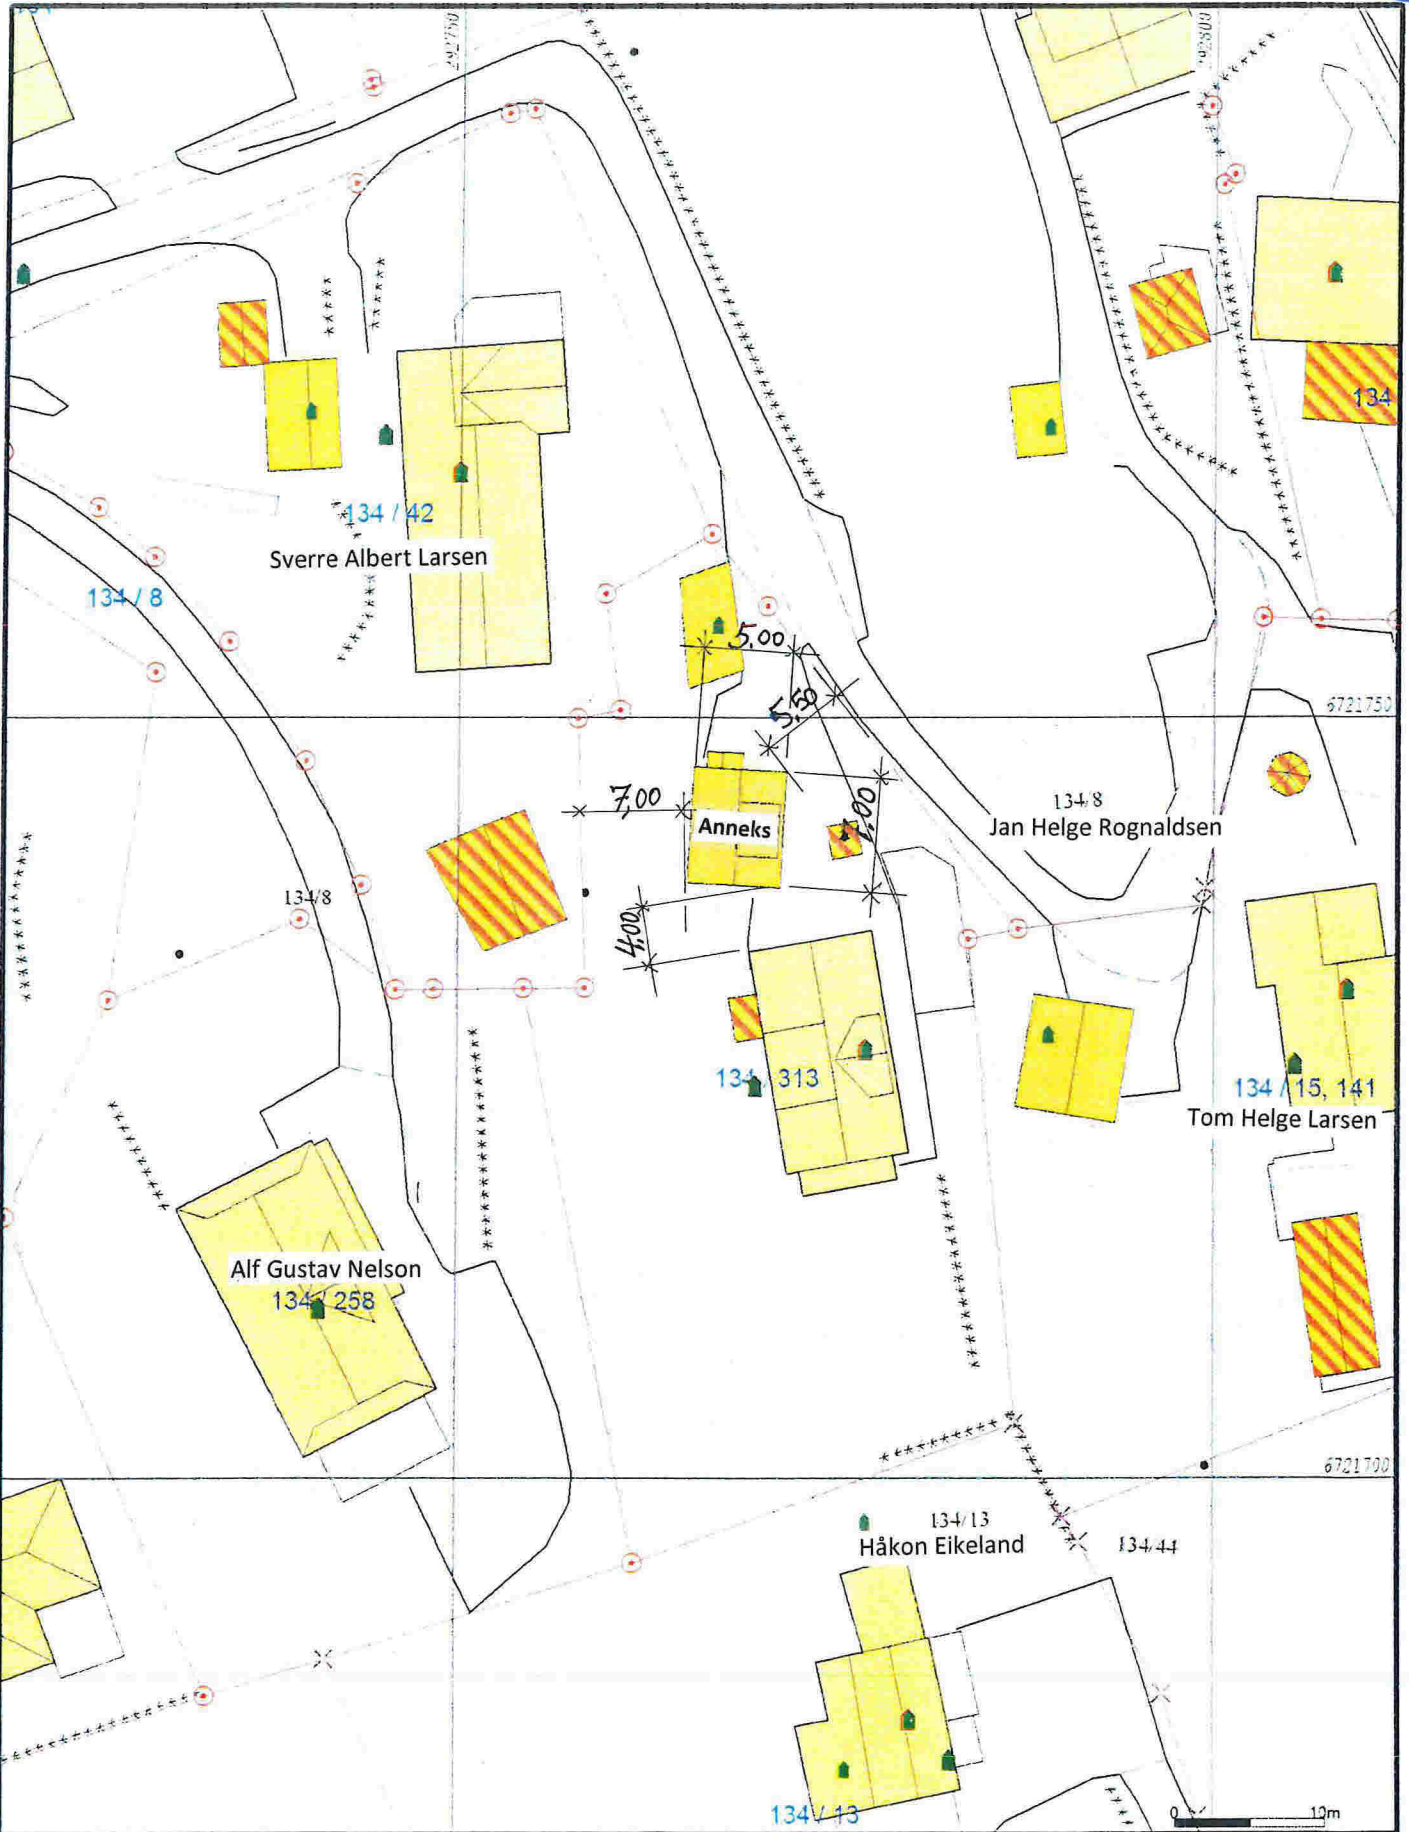 292750
292800
134
134 / 42
Sverre Albert Larsen
134 / 8
5,00
5,50
6721750
7,00
Anneks
134/8
Jan Helge Rognaldsen
134/8
4,00
134 / 313
134 / 15, 141
Tom Helge Larsen
Alf Gustav Nelson
134 / 258
6721700
134/13
Håkon Eikeland
134/44
134 / 13
0 10m